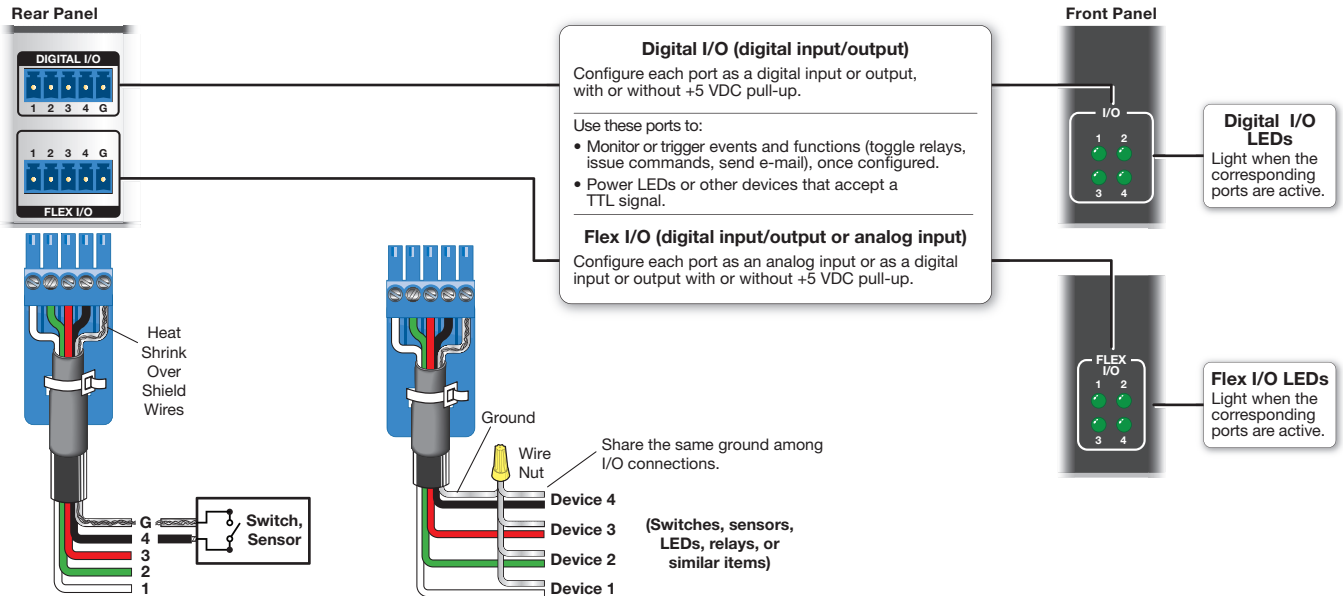 Rear Panel
DIGITAL I/O
1 2 3 4 G
1 2 3 4 G
FLEX I/O
Digital I/O (digital input/output)
Configure each port as a digital input or output,
with or without +5 VDC pull-up.
Use these ports to:
• Monitor or trigger events and functions (toggle relays,
issue commands, send e-mail), once configured.
• Power LEDs or other devices that accept a
TTL signal.
Flex I/O (digital input/output or analog input)
Configure each port as an analog input or as a digital
input or output with or without +5 VDC pull-up.
Front Panel
I/O
1 2
3 4
Digital I/O
LEDs
Light when the
corresponding
ports are active.
FLEX
I/O
1 2
3 4
Flex I/O LEDs
Light when the
corresponding
ports are active.
Heat
Shrink
Over
Shield
Wires
G
4
3
2
1
Switch,
Sensor
Ground
Wire
Nut
Share the same ground among
I/O connections.
Device 4
Device 3
Device 2
Device 1
(Switches, sensors,
LEDs, relays, or
similar items)